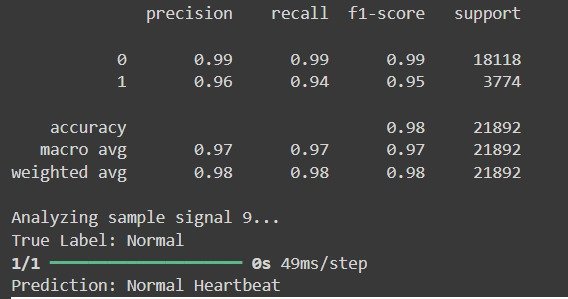 precision recall f1-score support
0 0.99 0.99 0.99 18118
1 0.96 0.94 0.95 3774
accuracy 0.98 21892
macro avg 0.97 0.97 0.97 21892
weighted avg 0.98 0.98 0.98 21892
Analyzing sample signal 9...
True Label: Normal
1/1 ━━━━━━━━━━━━━━━━━━━━ 0s 49ms/step
Prediction: Normal Heartbeat